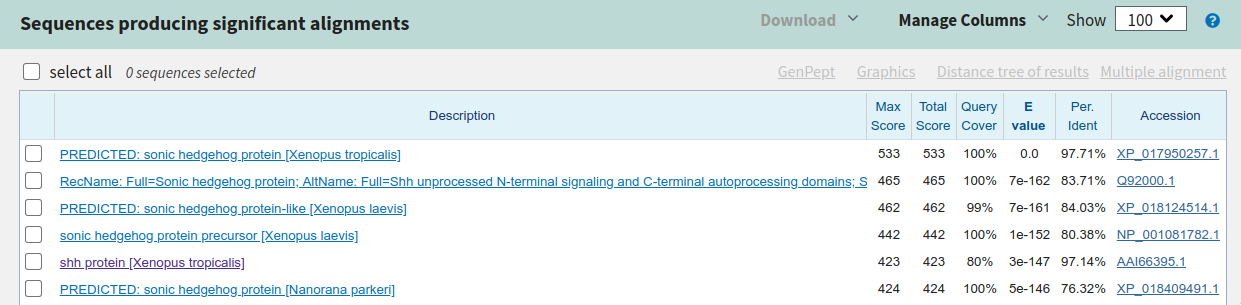 Sequences producing significant alignments Download Manage Columns Show 100 ?
select all 0 sequences selected GenPept Graphics Distance tree of results Multiple alignment
Description Max Score Total Score Query Cover E value Per. Ident Accession
PREDICTED: sonic hedgehog protein [Xenopus tropicalis] 533 533 100% 0.0 97.71% XP_017950257.1
RecName: Full=Sonic hedgehog protein; AltName: Full=Shh unprocessed N-terminal signaling and C-terminal autoprocessing domains; S 465 465 100% 7e-162 83.71% Q92000.1
PREDICTED: sonic hedgehog protein-like [Xenopus laevis] 462 462 99% 7e-161 84.03% XP_018124514.1
sonic hedgehog protein precursor [Xenopus laevis] 442 442 100% 1e-152 80.38% NP_001081782.1
shh protein [Xenopus tropicalis] 423 423 80% 3e-147 97.14% AAI66395.1
PREDICTED: sonic hedgehog protein [Nanorana parkeri] 424 424 100% 5e-146 76.32% XP_018409491.1